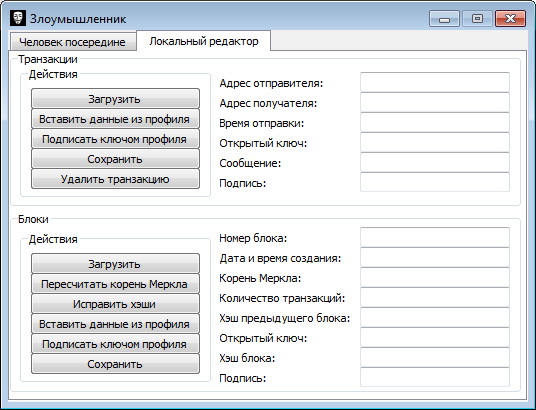 Злоумышленник
Человек посередине
Локальный редактор
Транзакции
Действия
Загрузить
Вставить данные из профиля
Подписать ключом профиля
Сохранить
Удалить транзакцию
Адрес отправителя:
Адрес получателя:
Время отправки:
Открытый ключ:
Сообщение:
Подпись:
Блоки
Действия
Загрузить
Пересчитать корень Меркла
Исправить хэши
Вставить данные из профиля
Подписать ключом профиля
Сохранить
Номер блока:
Дата и время создания:
Корень Меркла:
Количество транзакций:
Хэш предыдущего блока:
Открытый ключ:
Хэш блока:
Подпись: